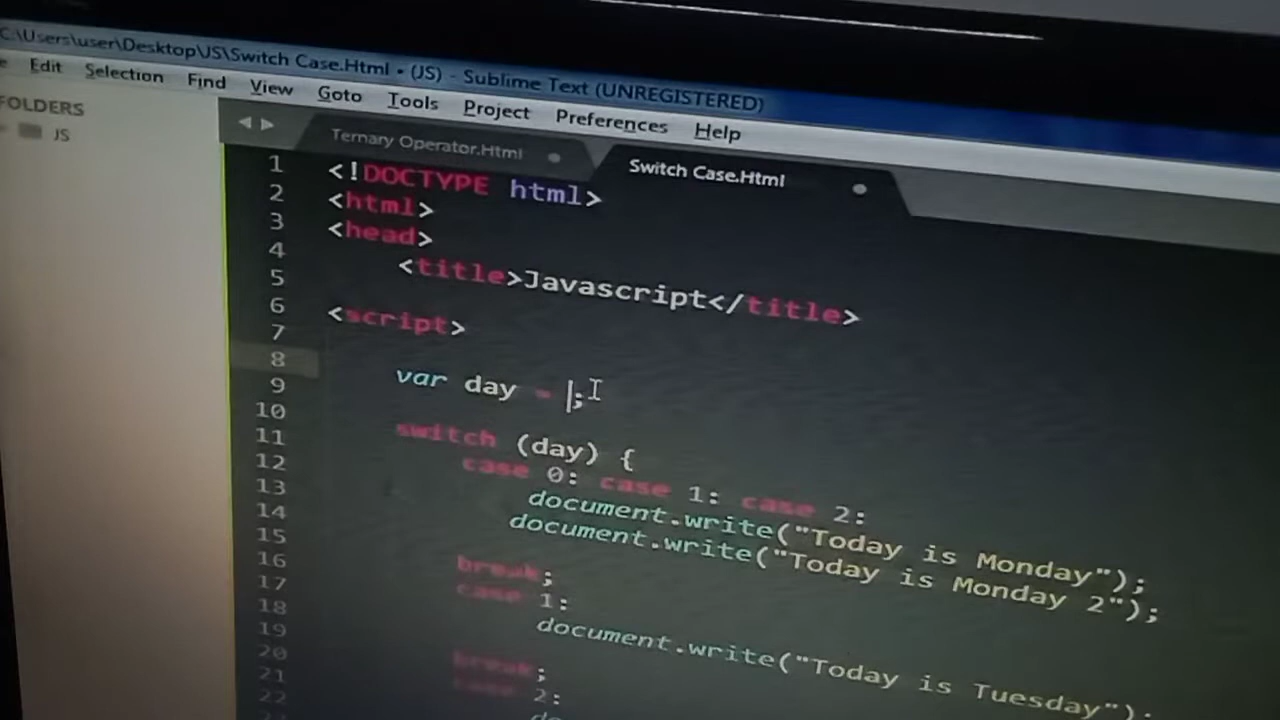 C:\Users\user\Desktop\JS\Switch Case.Html • (JS) - Sublime Text (UNREGISTERED)
Edit Selection Find View Goto Tools Project Preferences Help
FOLDERS
JS
Ternary Operator.Html
Switch Case.Html
1 <!DOCTYPE html>
2 <html>
3 <head>
4 <title>Javascript</title>
5
6 <script>
7
8 var day = ;
9
10 switch (day) {
11 case 0: case 1: case 2:
12 document.write("Today is Monday");
13 document.write("Today is Monday 2");
14 break;
15 case 1:
16 document.write("Today is Tuesday");
17 break;
18 case 2:
19
20
21
22